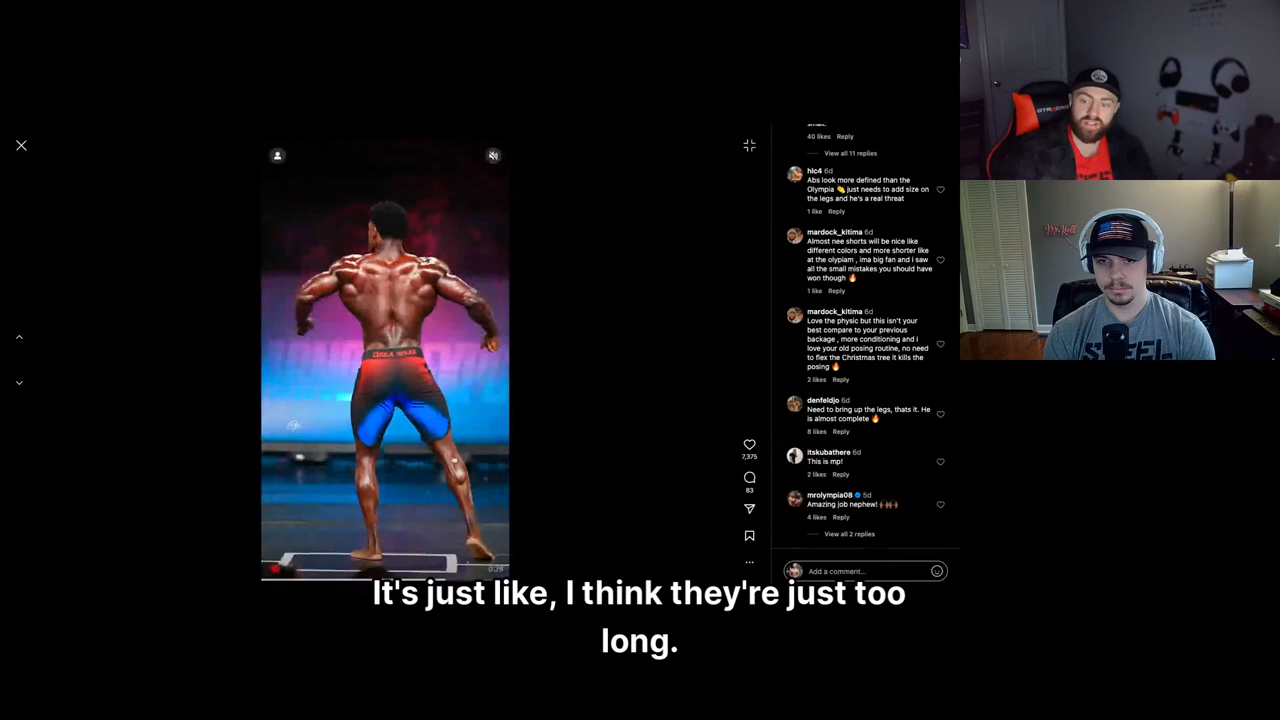 small.
40 likes Reply
View all 11 replies
hlc4 6d
Abs look more defined than the
Olympia 👏 just needs to add size on
the legs and he's a real threat
1 like Reply
mardock_kitima 6d
Almost nee shorts will be nice like
different colors and more shorter like
at the olypiam , ima big fan and i saw
all the small mistakes you should have
won though 🔥
1 like Reply
mardock_kitima 6d
Love the physic but this isn't your
best compare to your previous
backage , more conditioning and i
love your old posing routine, no need
to flex the Christmas tree it kills the
posing 🔥
2 likes Reply
denfeldjo 6d
Need to bring up the legs, thats it. He
is almost complete 🔥
8 likes Reply
itskubathere 6d
This is mp!
2 likes Reply
mrolympia08 5d
Amazing job nephew!
4 likes Reply
View all 2 replies
Add a comment...
7,375
83
0:29
It's just like, I think they're just too
long.